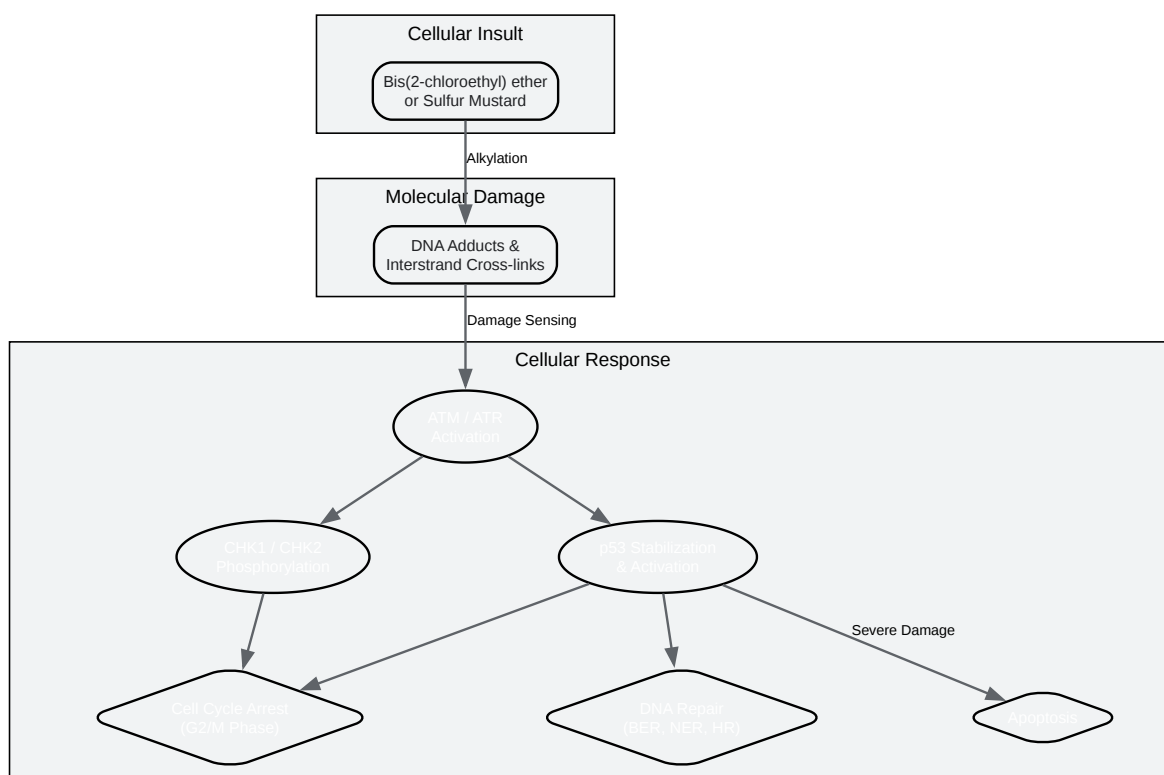 Cellular Insult
Bis(2-chloroethyl) ether
or Sulfur Mustard
Alkylation
Molecular Damage
DNA Adducts &
Interstrand Cross-links
Damage Sensing
Cellular Response
ATM / ATR
Activation
CHK1 / CHK2
Phosphorylation
p53 Stabilization
& Activation
Severe Damage
Cell Cycle Arrest
(G2/M Phase)
DNA Repair
(BER, NER, HR)
Apoptosis